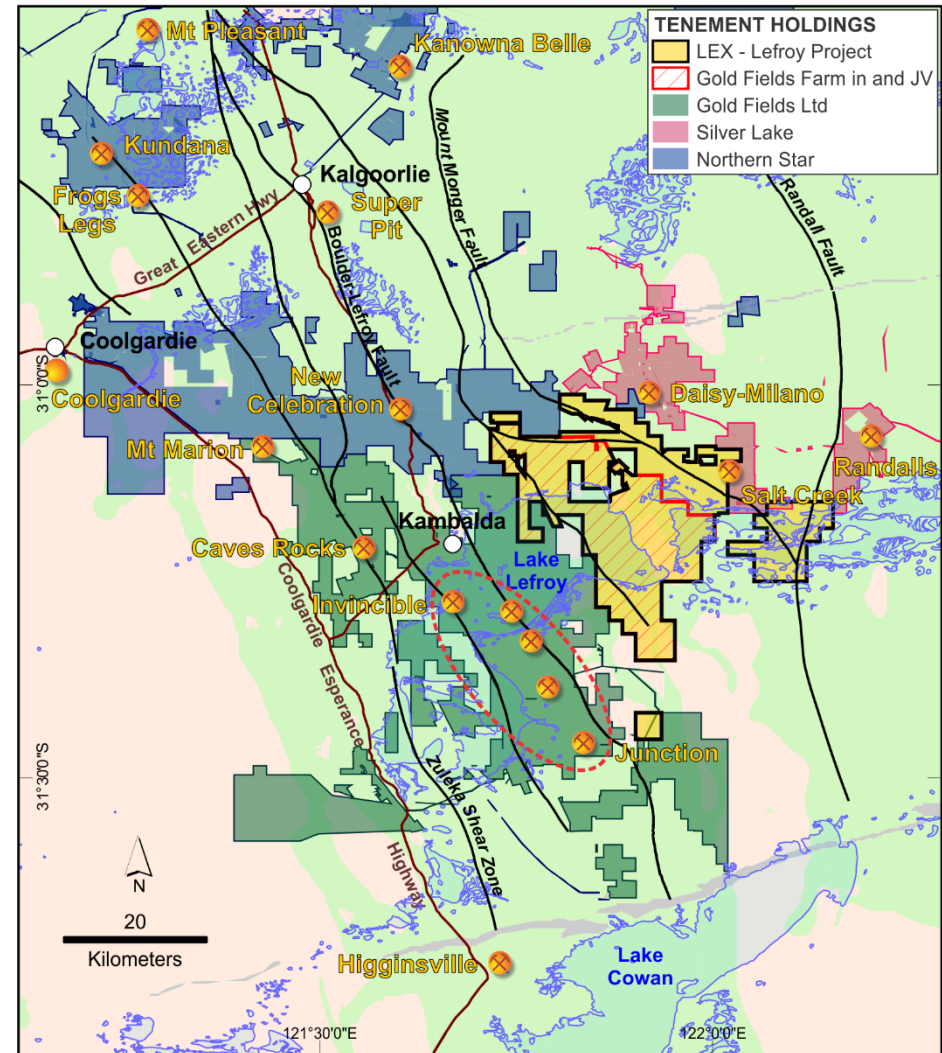 TENEMENT HOLDINGS
LEX - Lefroy Project
Gold Fields Farm in and JV
Gold Fields Ltd
Silver Lake
Northern Star
Mt Pleasant
Kanowna Belle
Mount Monger Fault
Kundana
Kalgoorlie
Randall Fault
Frogs
Legs
Super
Pit
Great Eastern Hwy
Boulder-Lefroy Fault
Coolgardie
31°0'0"S
Coolgardie
New
Celebration
Daisy-Milano
Mt Marion
Randalls
Salt Creek
Kambalda
Caves Rocks
Lake
Lefroy
Coolgardie
Invincible
Esperance
Junction
31°30'0"S
Zuleka Shear Zone
Highway
N
20
Kilometers
Higginsville
Lake
Cowan
121°30'0"E
122°0'0"E